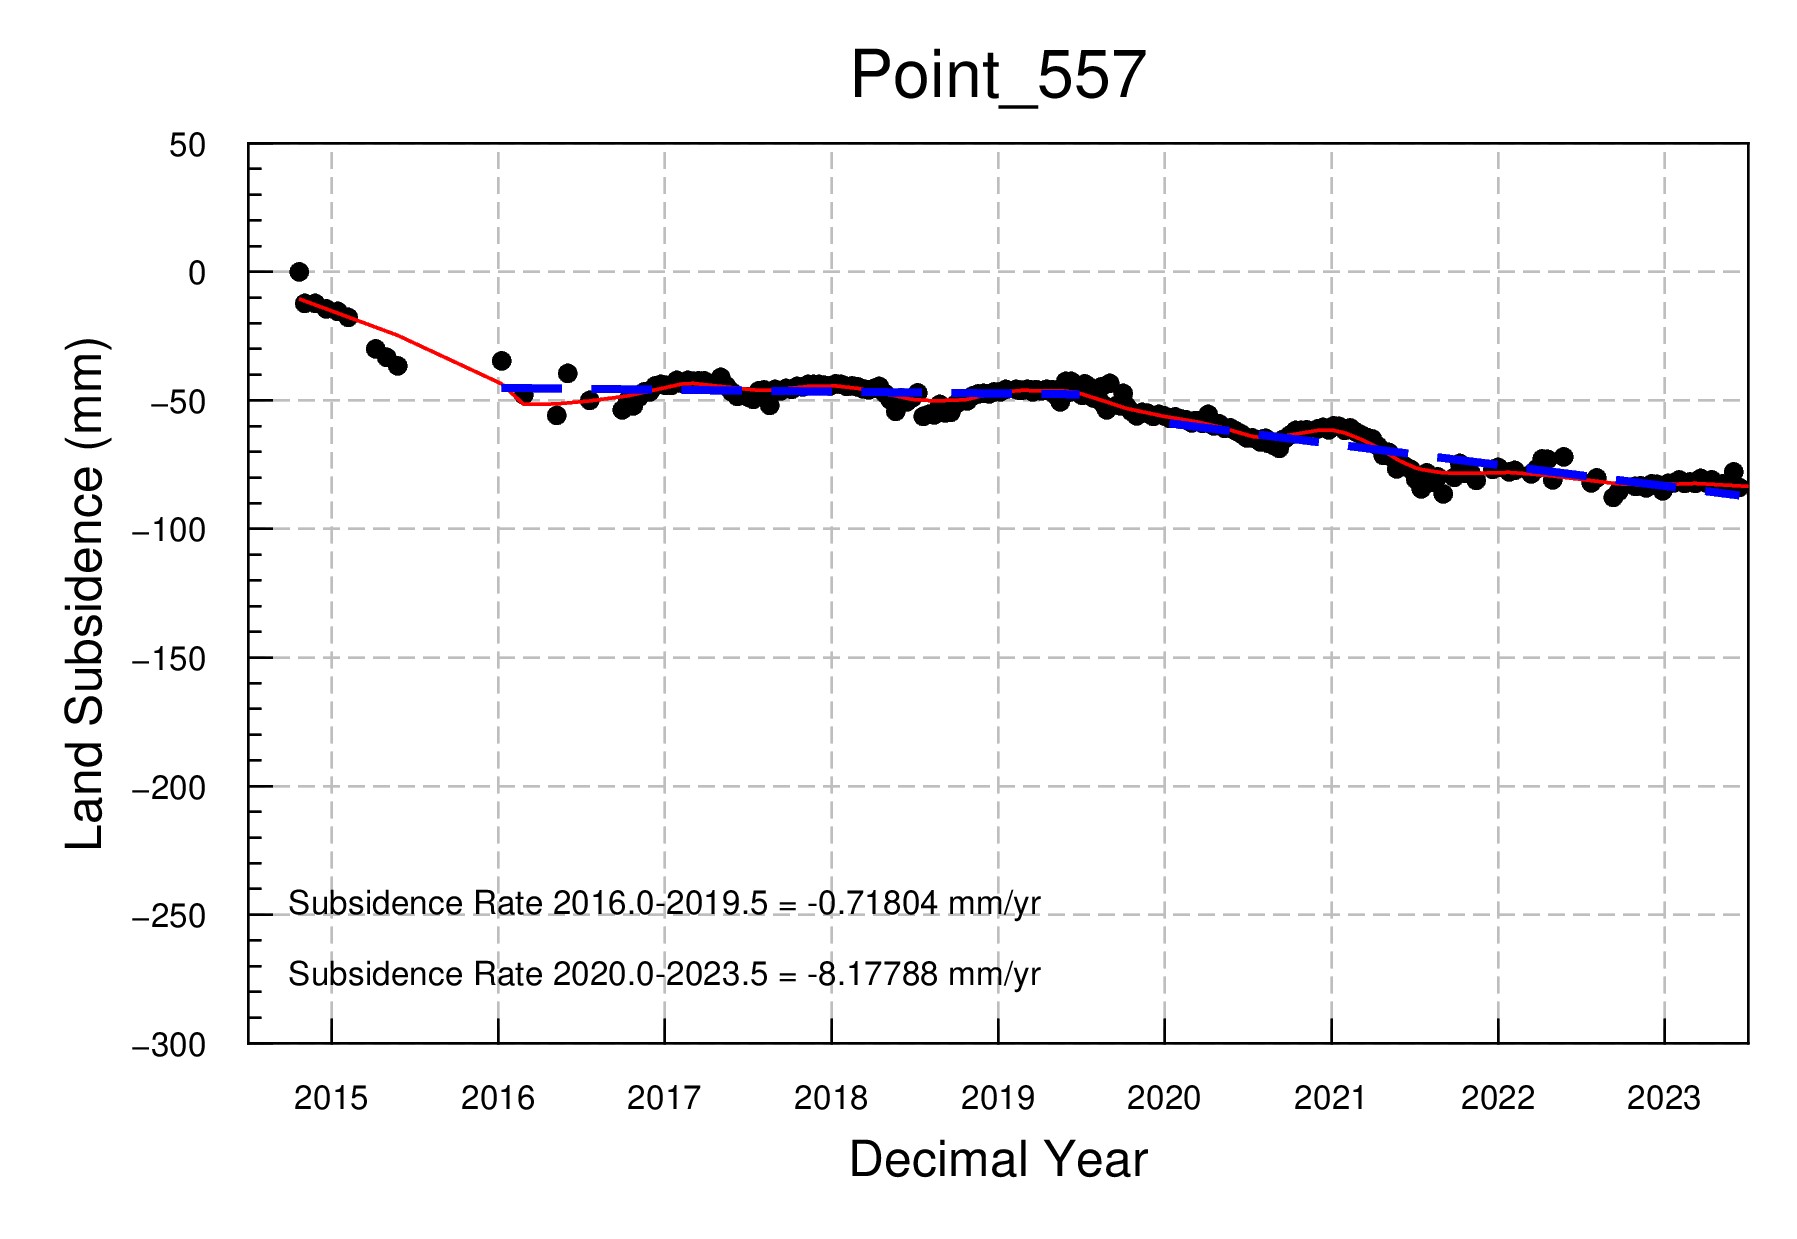 Point_557
50
0
−50
−100
−150
−200
−250
−300
Land Subsidence (mm)
Subsidence Rate 2016.0-2019.5 = -0.71804 mm/yr
Subsidence Rate 2020.0-2023.5 = -8.17788 mm/yr
2015 2016 2017 2018 2019 2020 2021 2022 2023
Decimal Year